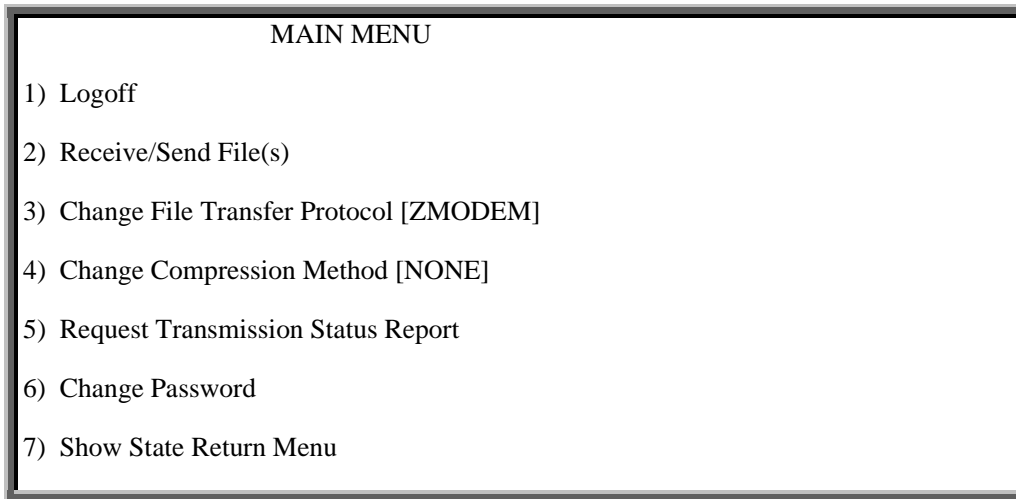 MAIN MENU
1) Logoff
2) Receive/Send File(s)
3) Change File Transfer Protocol [ZMODEM]
4) Change Compression Method [NONE]
5) Request Transmission Status Report
6) Change Password
7) Show State Return Menu